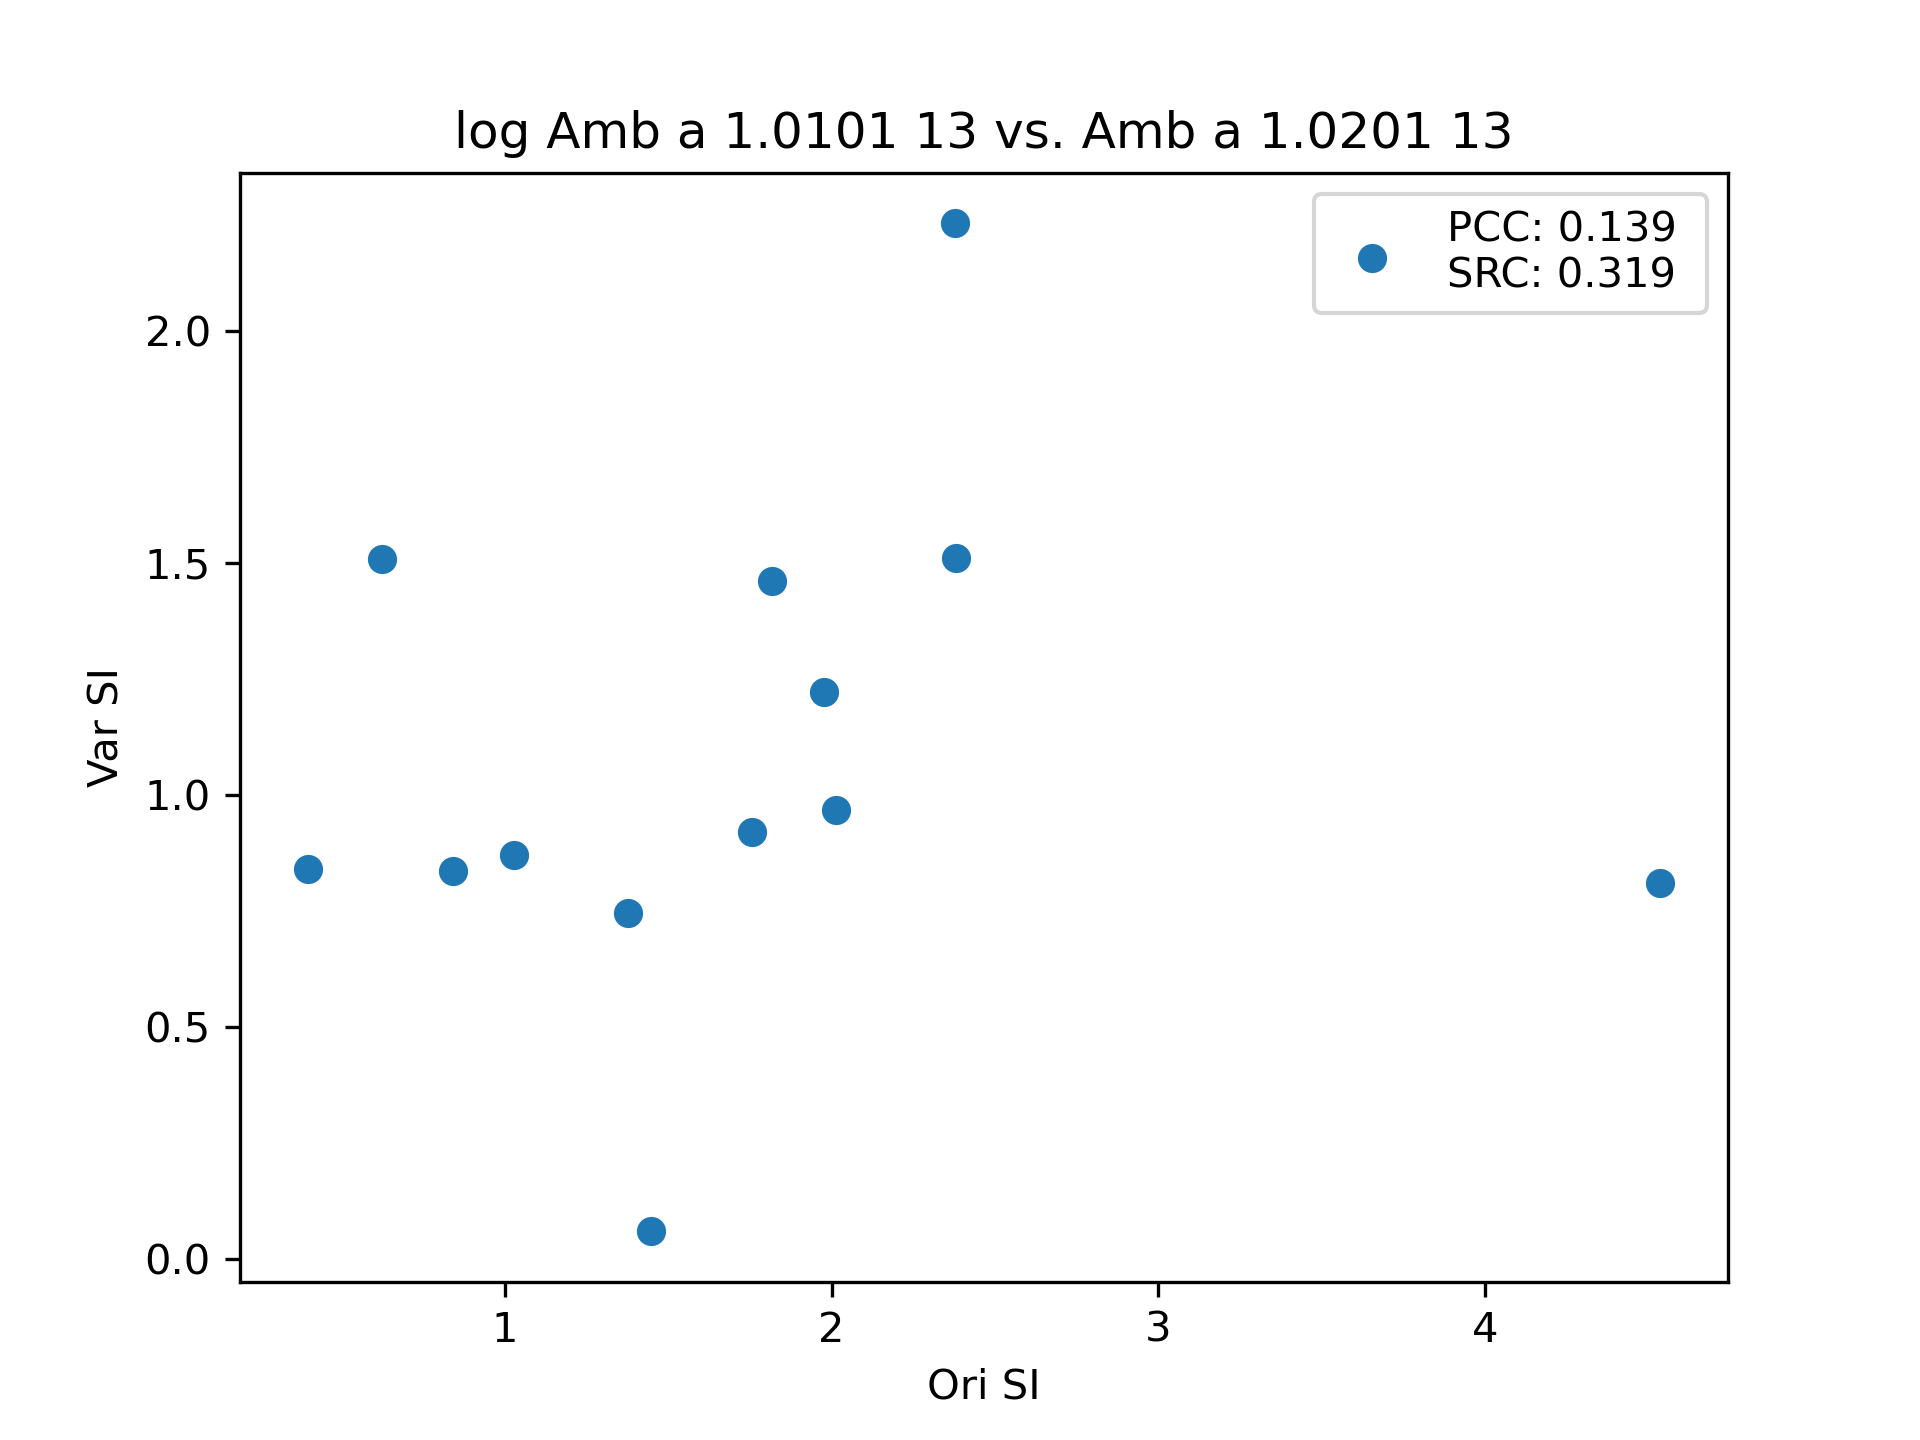 log Amb a 1.0101 13 vs. Amb a 1.0201 13
PCC: 0.139
SRC: 0.319
Var SI
2.0
1.5
1.0
0.5
0.0
1 2 3 4
Ori SI